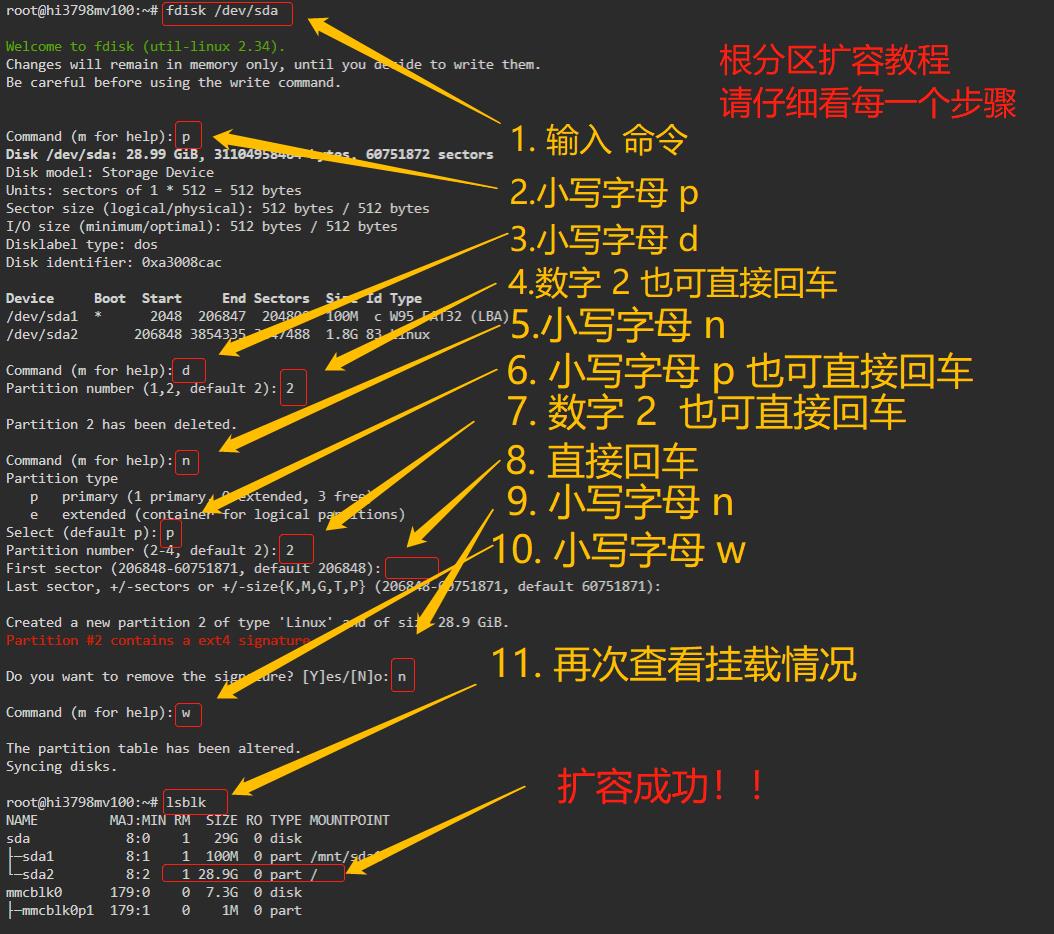 root@hi3798mv100:~# fdisk /dev/sda
Welcome to fdisk (util-linux 2.34).
Changes will remain in memory only, until you decide to write them.
Be careful before using the write command.
根分区扩容教程
请仔细看每一个步骤
Command (m for help): p
1. 输入 命令
Disk /dev/sda: 28.99 GiB, 31104958464 bytes, 60751872 sectors
Disk model: Storage Device
Units: sectors of 1 * 512 = 512 bytes
2.小写字母 p
Sector size (logical/physical): 512 bytes / 512 bytes
I/O size (minimum/optimal): 512 bytes / 512 bytes
Disklabel type: dos
3.小写字母 d
Disk identifier: 0xa3008cac
4.数字 2 也可直接回车
Device Boot Start End Sectors Size Id Type
/dev/sda1 * 2048 206847 204800 100M c W95 FAT32 (LBA)
5.小写字母 n
/dev/sda2 206848 3854335 3647488 1.8G 83 Linux
Command (m for help): d
6. 小写字母 p 也可直接回车
Partition number (1,2, default 2): 2
7. 数字 2 也可直接回车
Partition 2 has been deleted.
Command (m for help): n
8. 直接回车
Partition type
p primary (1 primary, 0 extended, 3 free)
9. 小写字母 n
e extended (container for logical partitions)
Select (default p): p
Partition number (2-4, default 2): 2
10. 小写字母 w
First sector (206848-60751871, default 206848):
Last sector, +/-sectors or +/-size{K,M,G,T,P} (206848-60751871, default 60751871):
Created a new partition 2 of type 'Linux' and of size 28.9 GiB.
Partition #2 contains a ext4 signature.
11. 再次查看挂载情况
Do you want to remove the signature? [Y]es/[N]o: n
Command (m for help): w
The partition table has been altered.
Syncing disks.
扩容成功！！
root@hi3798mv100:~# lsblk
NAME MAJ:MIN RM SIZE RO TYPE MOUNTPOINT
sda 8:0 1 29G 0 disk
├─sda1 8:1 1 100M 0 part /mnt/sda1
└─sda2 8:2 1 28.9G 0 part /
mmcblk0 179:0 0 7.3G 0 disk
├─mmcblk0p1 179:1 0 1M 0 part